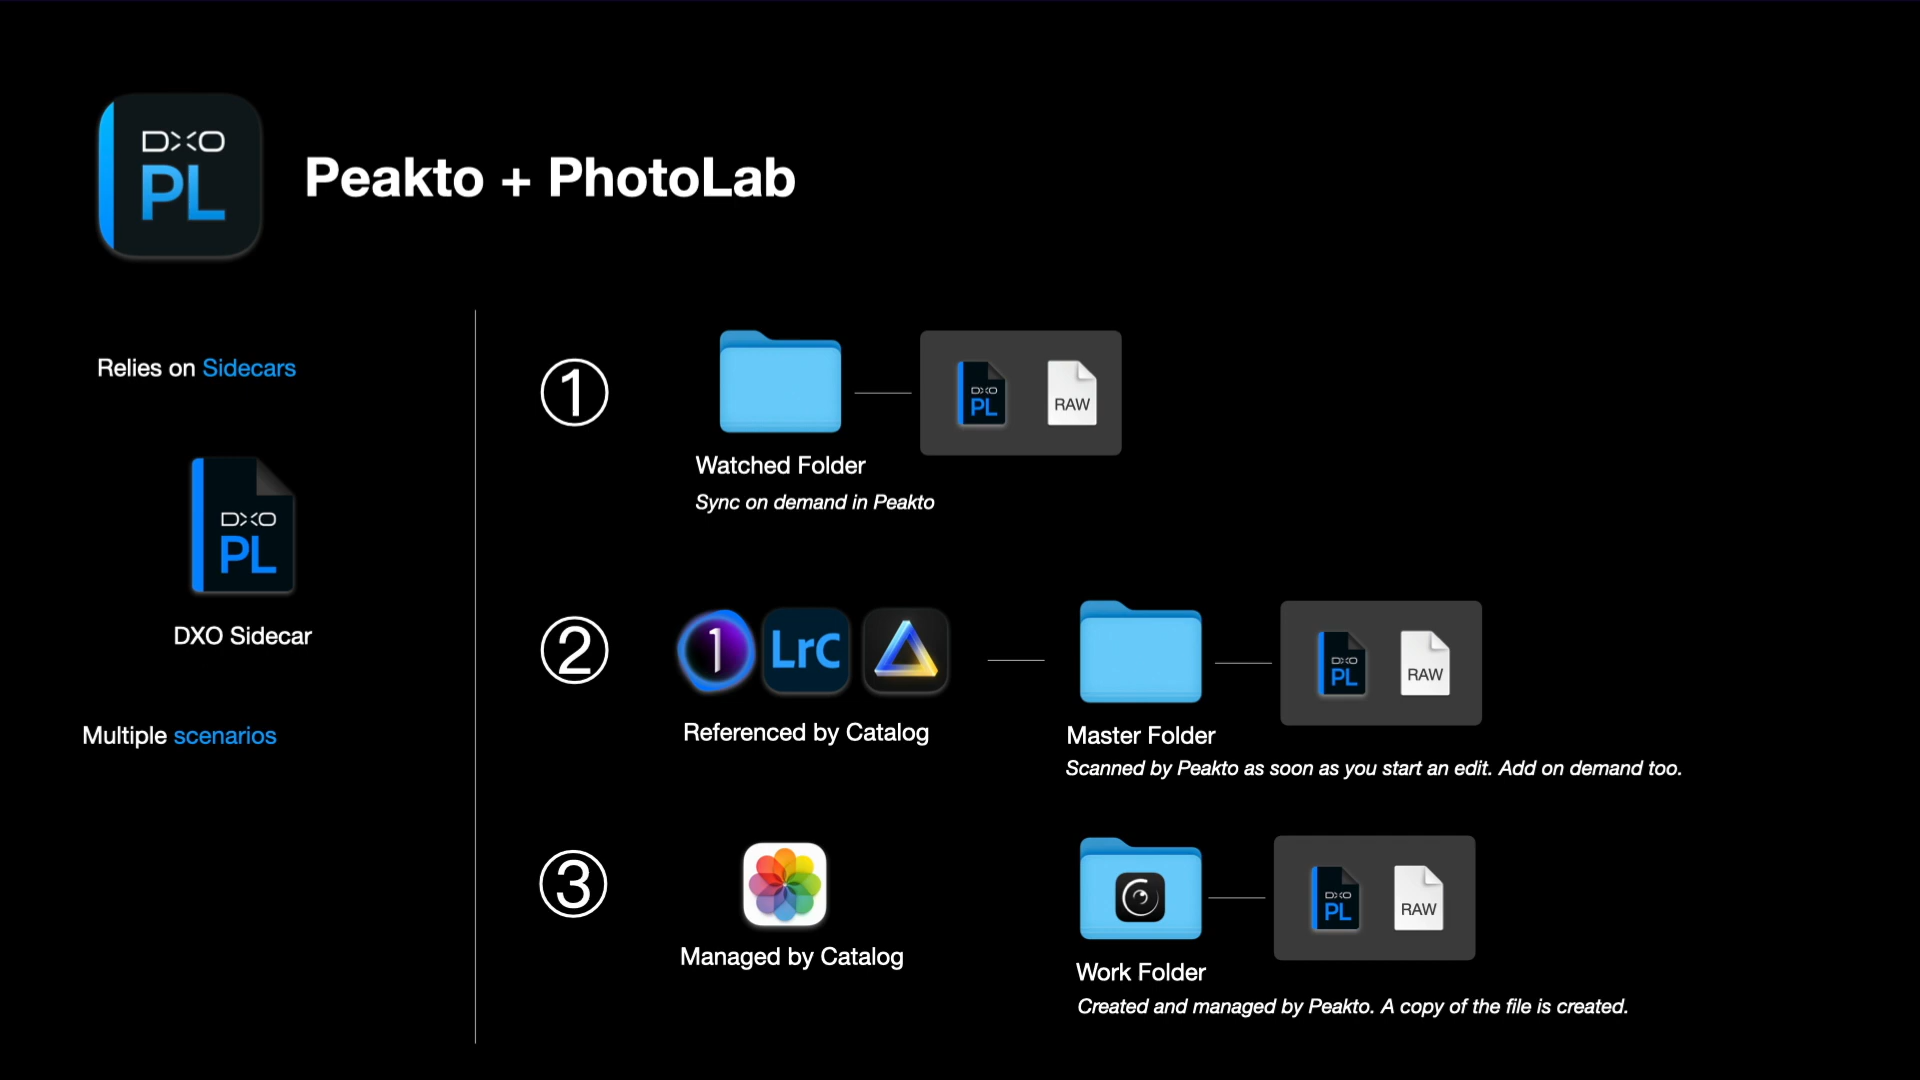 DXO
PL
Peakto + PhotoLab
Relies on Sidecars
DXO
PL
DXO Sidecar
Multiple scenarios
1
Watched Folder
Sync on demand in Peakto
DXO
PL
RAW
2
1
LrC
Referenced by Catalog
Master Folder
Scanned by Peakto as soon as you start an edit. Add on demand too.
DXO
PL
RAW
3
Managed by Catalog
Work Folder
Created and managed by Peakto. A copy of the file is created.
DXO
PL
RAW